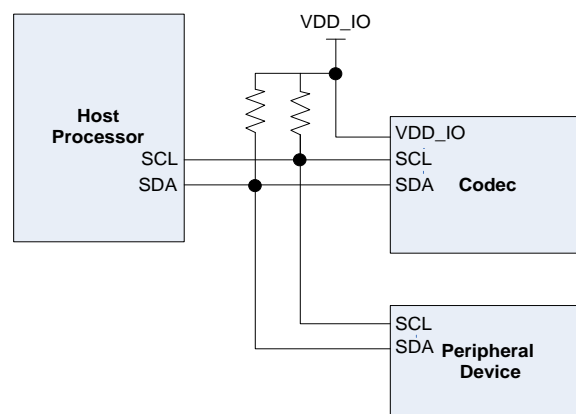 VDD_IO
Host
Processor
SCL
SDA
VDD_IO
SCL
SDA
Codec
SCL
SDA
Peripheral
Device